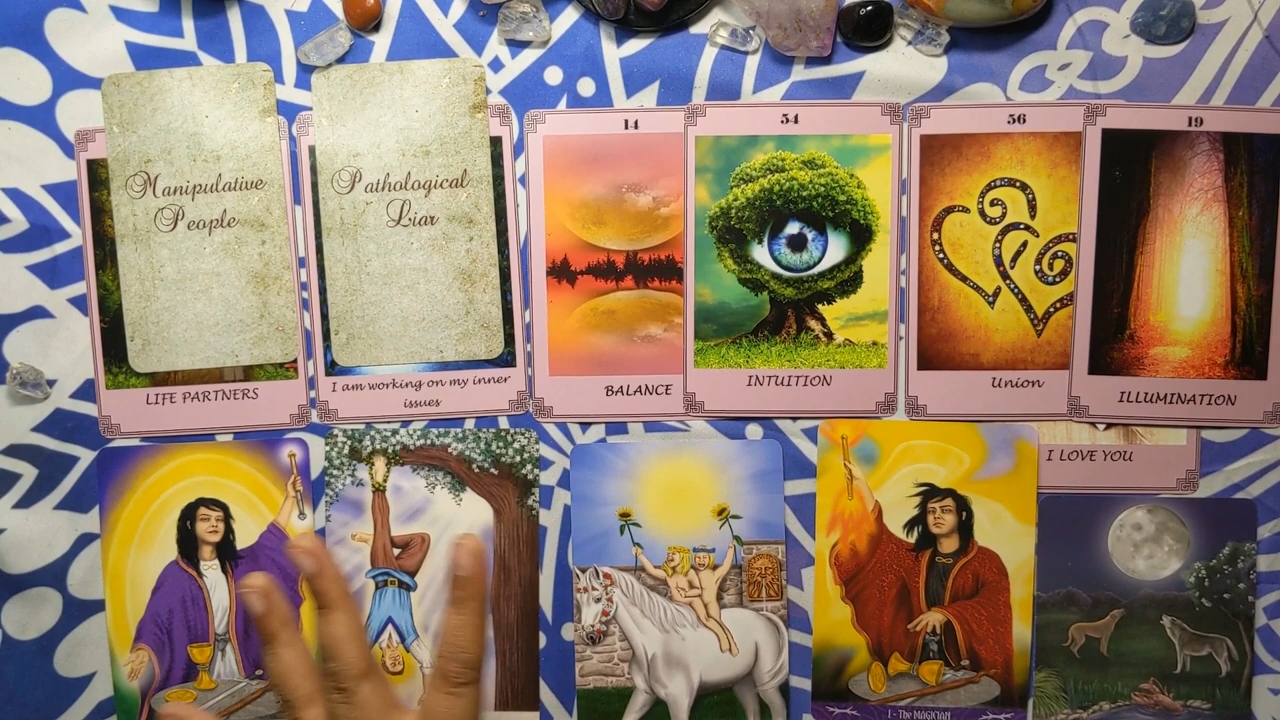 Manipulative
People
Pathological
Liar
14
54
56
19
LIFE PARTNERS
I am working on my inner
issues
BALANCE
INTUITION
Union
ILLUMINATION
I LOVE YOU
I - The MAGICIAN